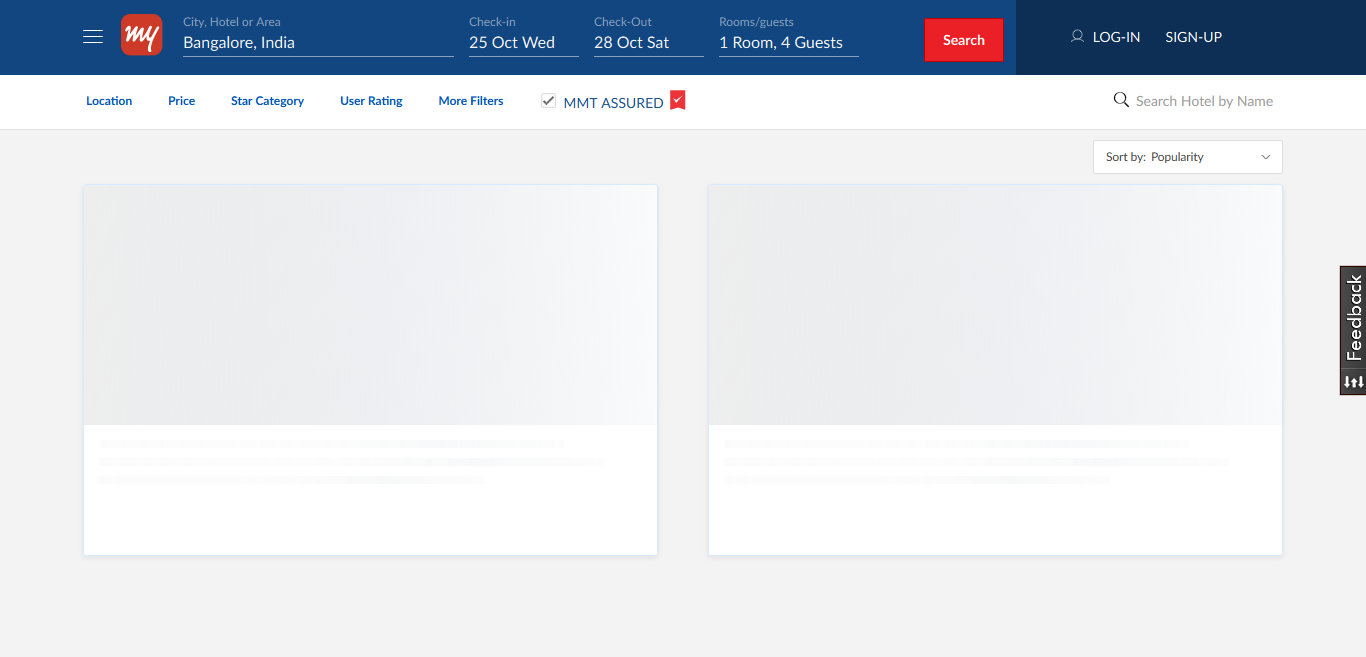 City, Hotel or Area
Bangalore, India
Check-in
25 Oct Wed
Check-Out
28 Oct Sat
Rooms/guests
1 Room, 4 Guests
Search
LOG-IN
SIGN-UP
my
Location
Price
Star Category
User Rating
More Filters
MMT ASSURED
Search Hotel by Name
Sort by: Popularity
Feedback